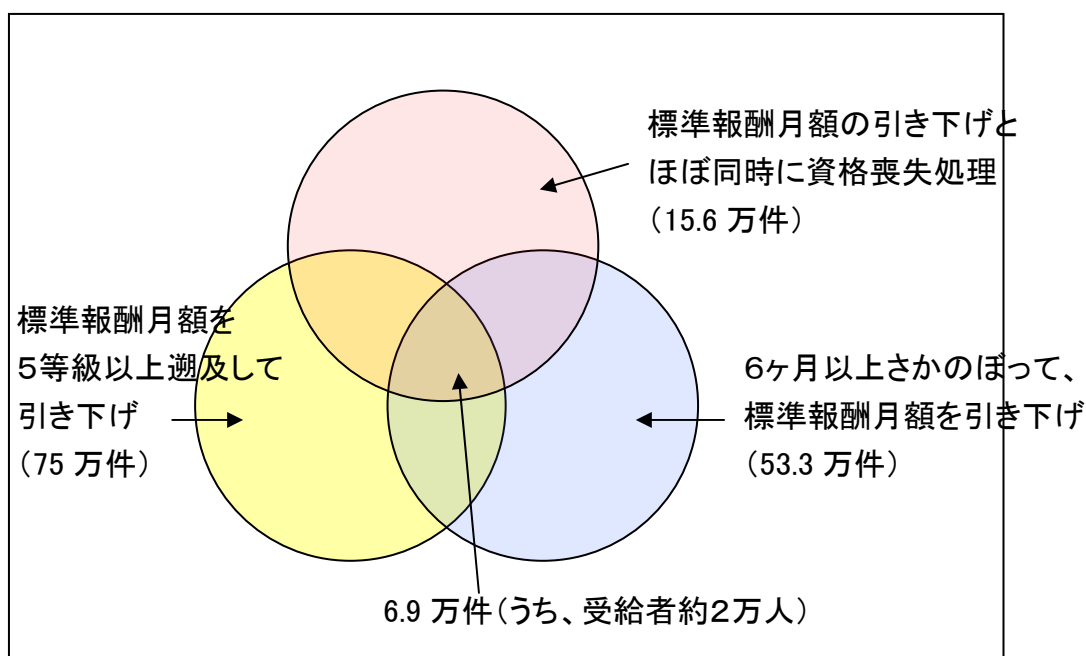 標準報酬月額の引き下げと
ほぼ同時に資格喪失処理
（15.6 万件）
標準報酬月額を
５等級以上遡及して
引き下げ
（75 万件）
６ヶ月以上さかのぼって、
標準報酬月額を引き下げ
（53.3 万件）
6.9 万件（うち、受給者約２万人）